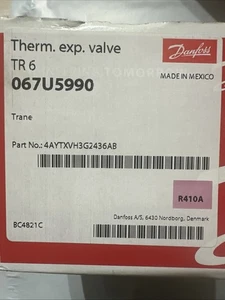 Therm. exp. valve
TR 6
067U5990
Danfoss
MADE IN MEXICO
Trane
Part No.: 4AYTXVH3G2436AB
R410A
BC4821C
Danfoss A/S, 6430 Nordborg, Denmark